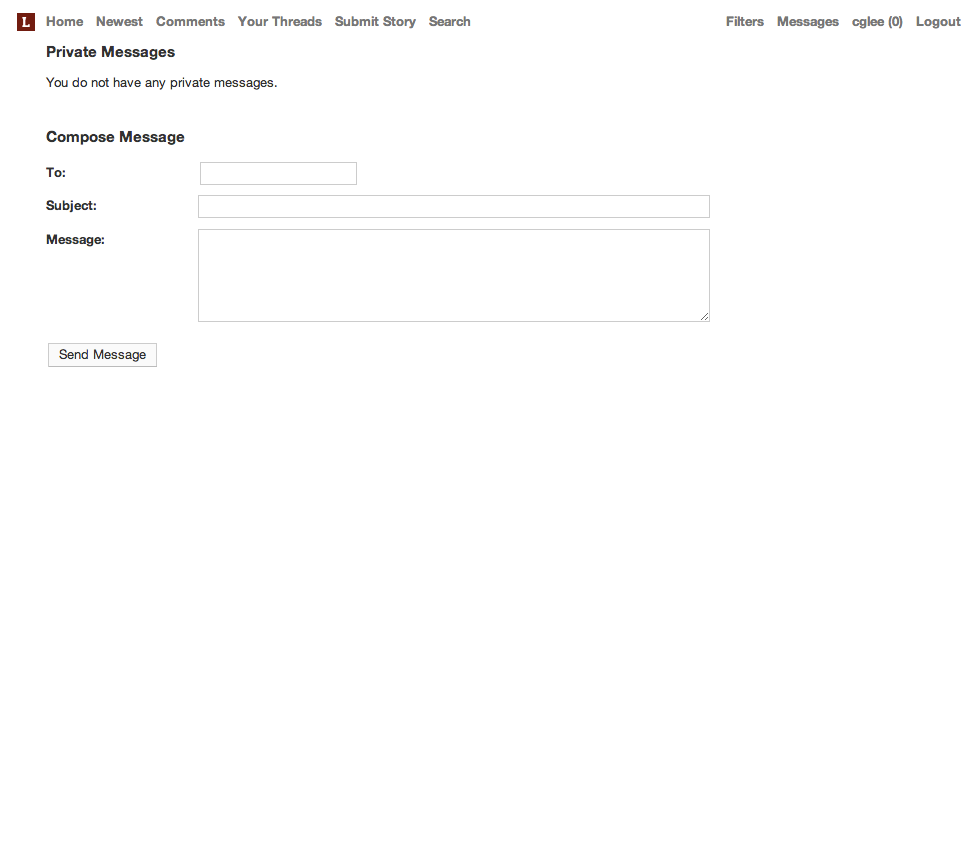 L Home Newest Comments Your Threads Submit Story Search Filters Messages cglee (0) Logout
Private Messages
You do not have any private messages.
Compose Message
To:
Subject:
Message:
Send Message